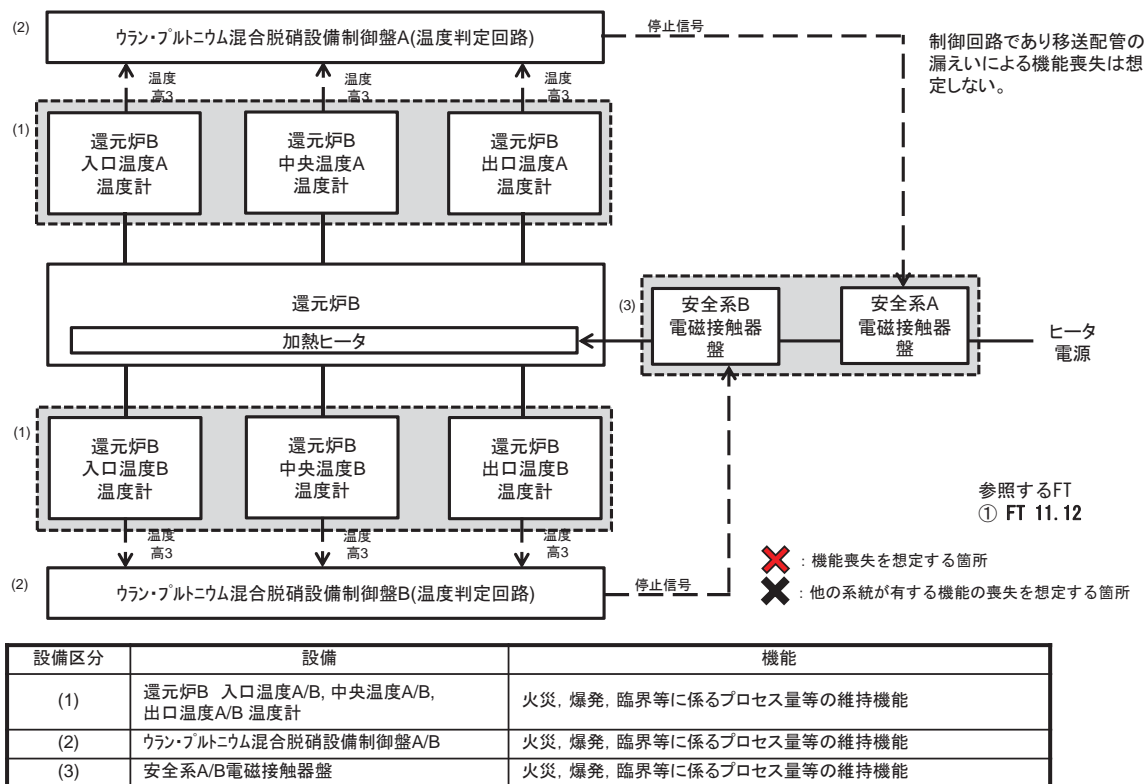 (2)
ウラン・プルトニウム混合脱硝設備制御盤A(温度判定回路)
停止信号
制御回路であり移送配管の
漏えいによる機能喪失は想
定しない。
温度
高3
温度
高3
温度
高3
(1)
還元炉B
入口温度A
温度計
還元炉B
中央温度A
温度計
還元炉B
出口温度A
温度計
還元炉B
加熱ヒータ
(3)
安全系B
電磁接触器
盤
安全系A
電磁接触器
盤
ヒータ
電源
(1)
還元炉B
入口温度B
温度計
還元炉B
中央温度B
温度計
還元炉B
出口温度B
温度計
温度
高3
温度
高3
温度
高3
(2)
ウラン・プルトニウム混合脱硝設備制御盤B(温度判定回路)
停止信号
参照するFT
① FT 11.12
:機能喪失を想定する箇所
:他の系統が有する機能の喪失を想定する箇所
設備区分 設備 機能
(1) 還元炉B 入口温度A/B, 中央温度A/B, 火災, 爆発, 臨界等に係るプロセス量等の維持機能
出口温度A/B 温度計
(2) ウラン・プルトニウム混合脱硝設備制御盤A/B 火災, 爆発, 臨界等に係るプロセス量等の維持機能
(3) 安全系A/B電磁接触器盤 火災, 爆発, 臨界等に係るプロセス量等の維持機能